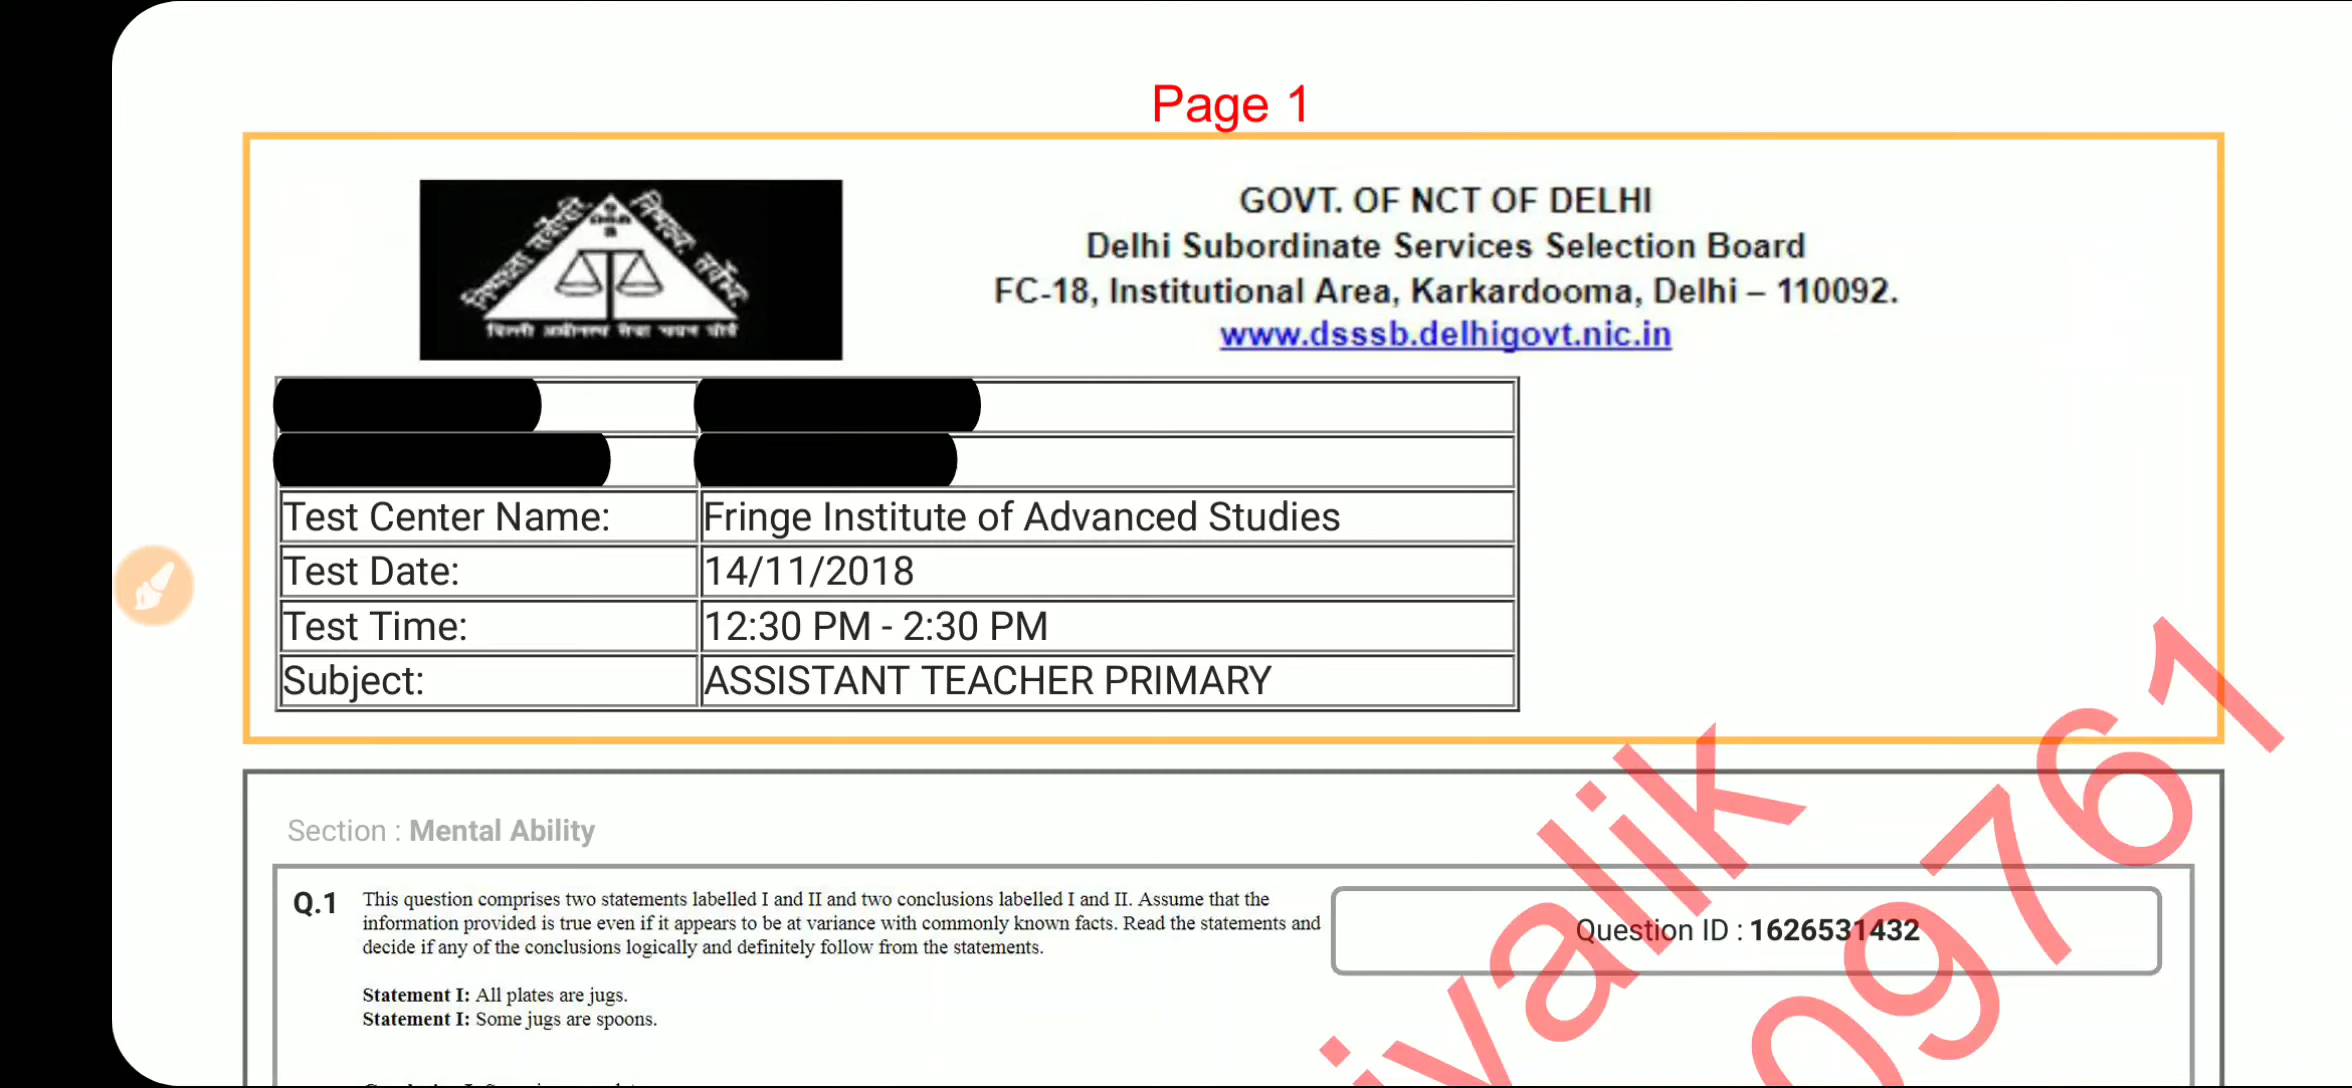 Page 1
दिल्ली अधीनस्थ सेवा चयन बोर्ड
GOVT. OF NCT OF DELHI
Delhi Subordinate Services Selection Board
FC-18, Institutional Area, Karkardooma, Delhi – 110092.
www.dsssb.delhigovt.nic.in
Test Center Name: Fringe Institute of Advanced Studies
Test Date: 14/11/2018
Test Time: 12:30 PM - 2:30 PM
Subject: ASSISTANT TEACHER PRIMARY
Section : Mental Ability
Q.1 This question comprises two statements labelled I and II and two conclusions labelled I and II. Assume that the
information provided is true even if it appears to be at variance with commonly known facts. Read the statements and
decide if any of the conclusions logically and definitely follow from the statements.
Question ID : 1626531432
Statement I: All plates are jugs.
Statement I: Some jugs are spoons.
ivalik
09761